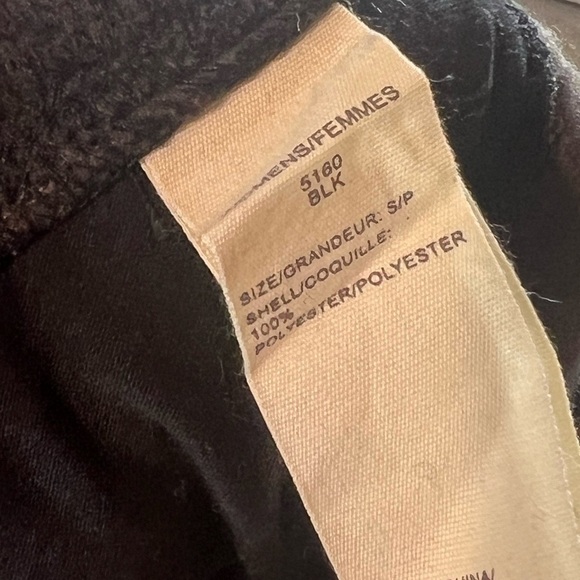 MENS/FEMMES
5160
BLK
SIZE/GRANDEUR: S/P
SHELL/COQUILLE:
100%
POLYESTER/POLYESTER